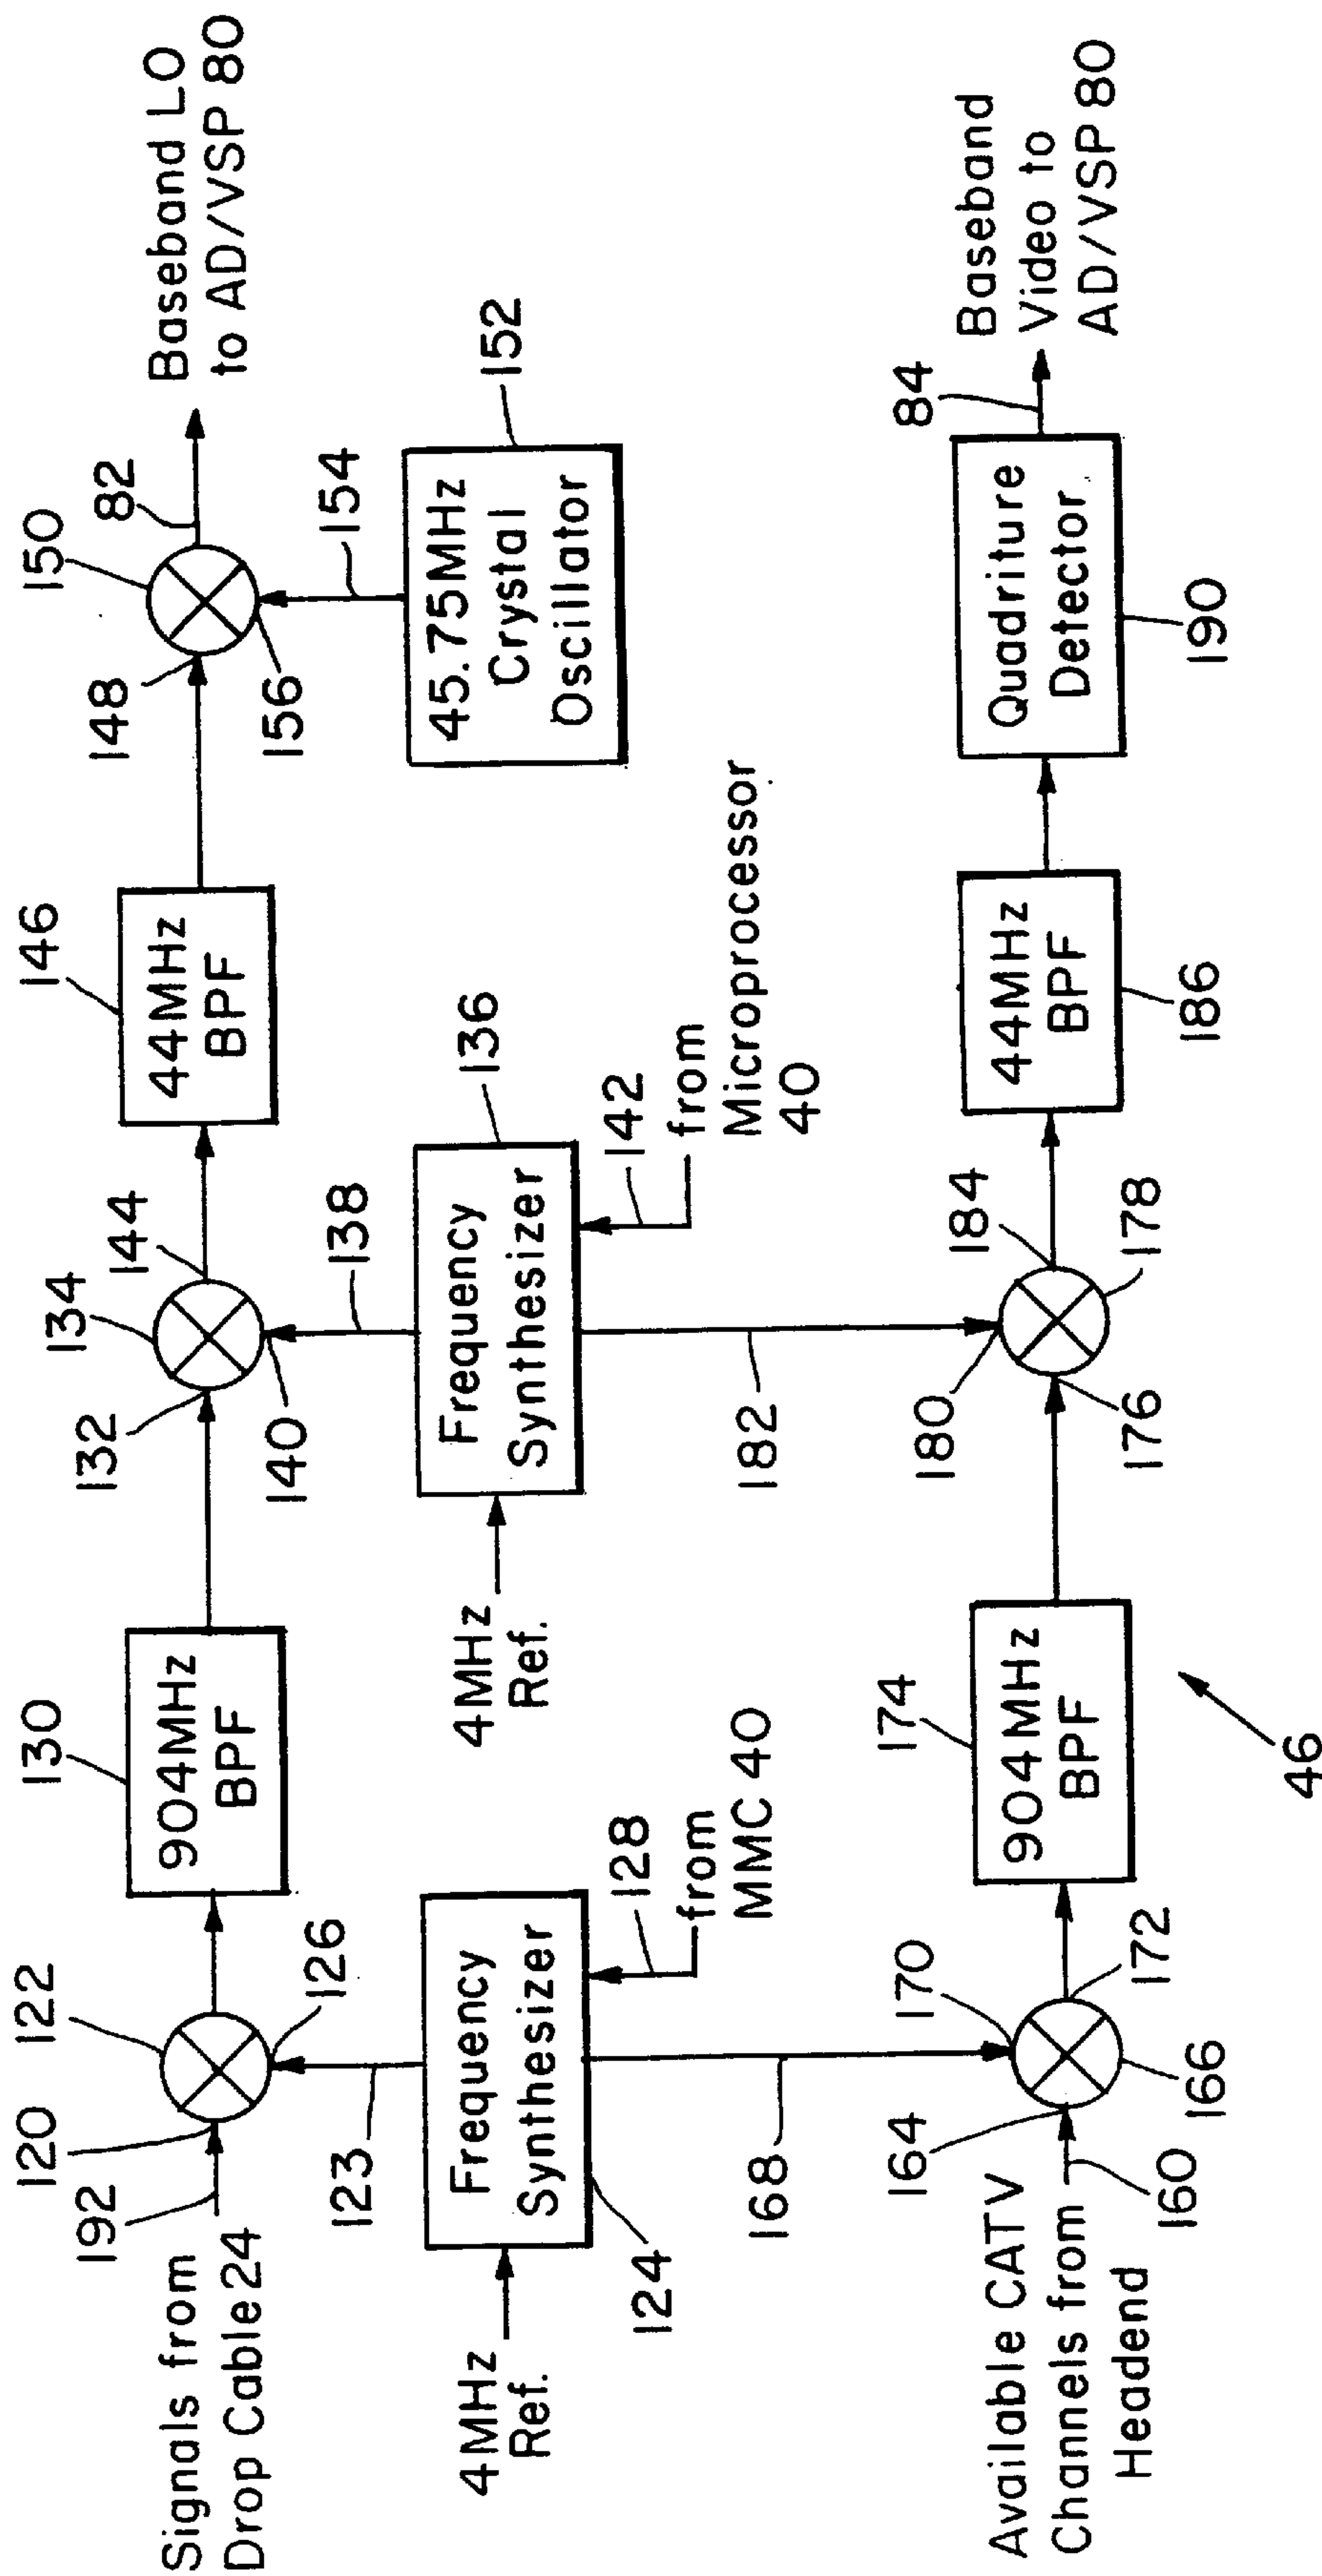 Signals from
Drop Cable 24
192
120
122
126
123
4MHz
Ref.
Frequency
Synthesizer
124
128
from
MMC 40
130
904MHz
BPF
132
134
140
144
138
4MHz
Ref.
Frequency
Synthesizer
136
142
from
Microprocessor
40
146
44MHz
BPF
148
150
156
82
Baseband LO
to AD/VSP 80
154
45.75MHz
Crystal
Oscillator
152
Available CATV
Channels from
Headend
160
164
166
168
170
172
174
904MHz
BPF
176
178
180
182
184
44MHz
BPF
186
Quadriture
Detector
190
84
Baseband
Video to
AD/VSP 80
46